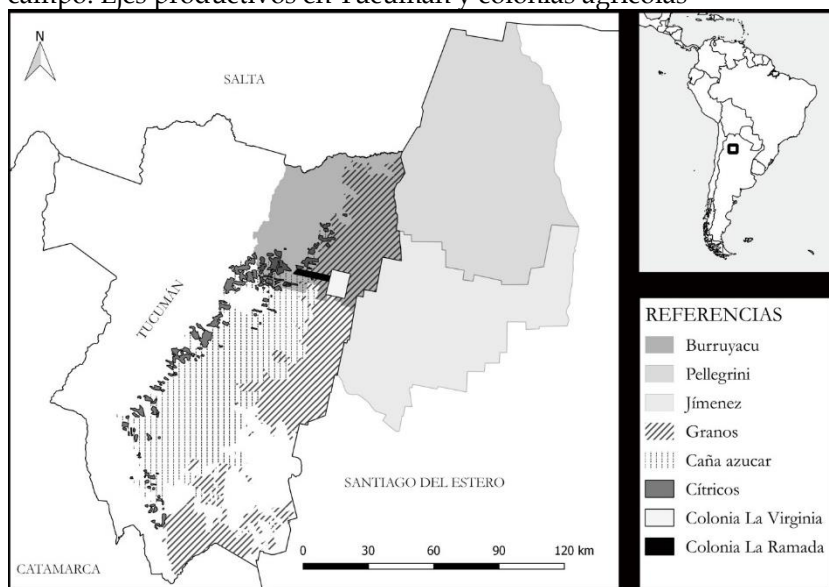 campo. Ejes productivos en Tucumán y colonias agrícolas
N
SALTA
TUCUMÁN
SANTIAGO DEL ESTERO
CATAMARCA
0 30 60 90 120 km
REFERENCIAS
Burruyacu
Pellegrini
Jímenez
Granos
Caña azucar
Cítricos
Colonia La Virginia
Colonia La Ramada